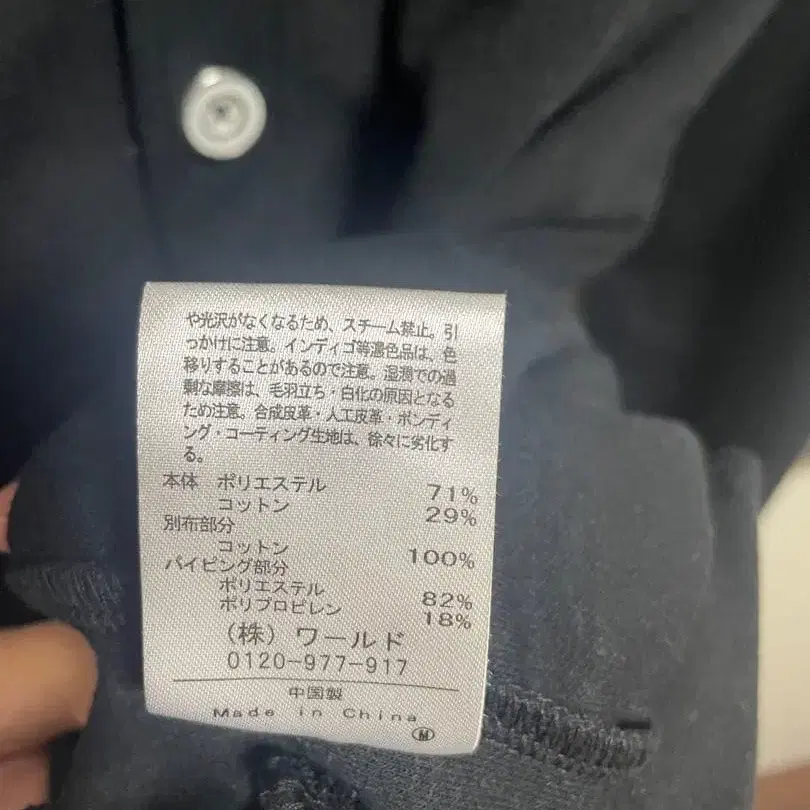 や光沢がなくなるため、スチーム禁止。引
っかけに注意。インディゴ等濃色品は、色
移りすることがあるので注意。湿潤での過
剰な摩擦は、毛羽立ち・白化の原因となる
ため注意。合成皮革・人工皮革・ボンディ
ング・コーティング生地は、徐々に劣化す
る。
本体 ポリエステル 71%
コットン 29%
別布部分
コットン 100%
パイピング部分
ポリエステル 82%
ポリプロピレン 18%
(株)ワールド
0120-977-917
中国製
Made in China
M